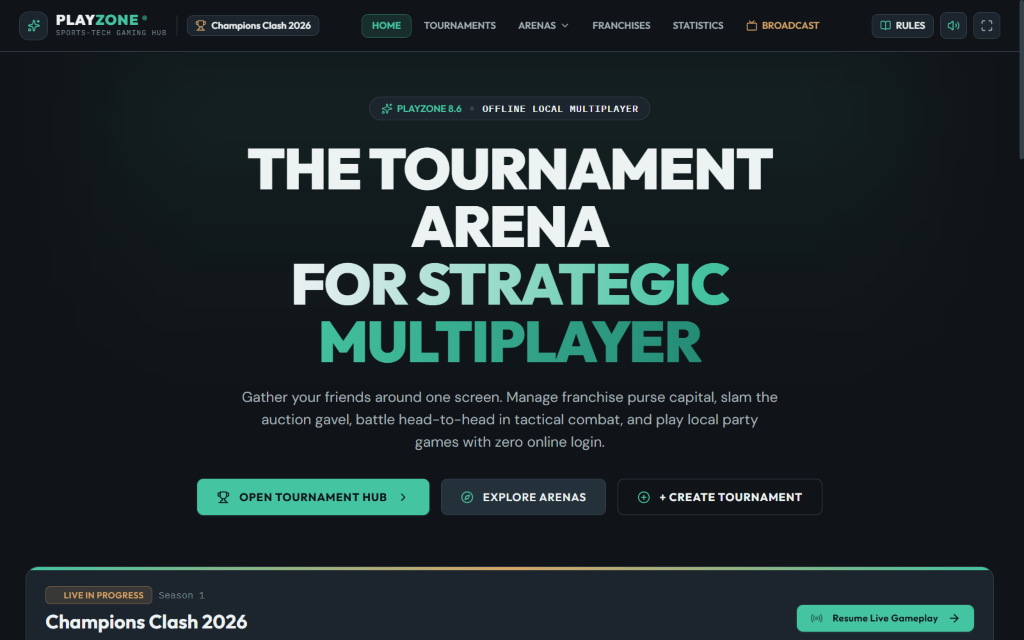 PLAYZONE
SPORTS-TECH GAMING HUB
Champions Clash 2026
HOME
TOURNAMENTS
ARENAS
FRANCHISES
STATISTICS
BROADCAST
RULES
PLAYZONE 8.6 • OFFLINE LOCAL MULTIPLAYER
THE TOURNAMENT
ARENA
FOR STRATEGIC
MULTIPLAYER
Gather your friends around one screen. Manage franchise purse capital, slam the
auction gavel, battle head-to-head in tactical combat, and play local party
games with zero online login.
OPEN TOURNAMENT HUB
EXPLORE ARENAS
+ CREATE TOURNAMENT
LIVE IN PROGRESS
Season 1
Champions Clash 2026
Resume Live Gameplay